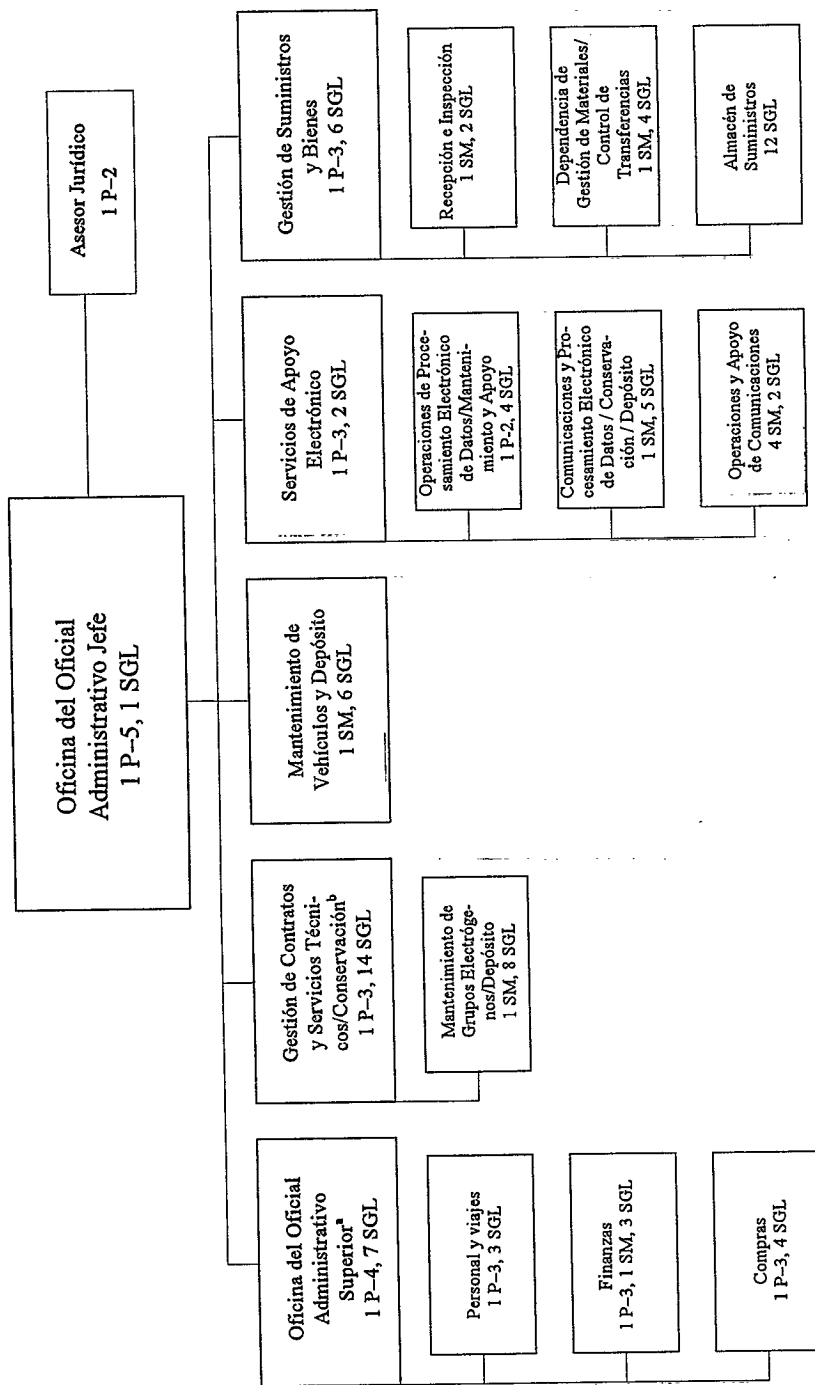 Oficina del Oficial
Administrativo Jefe
1 P–5, 1 SGL
Asesor Jurídico
1 P–2
Oficina del Oficial
Administrativo
Superiorª
1 P–4, 7 SGL
Personal y viajes
1 P–3, 3 SGL
Finanzas
1 P–3, 1 SM, 3 SGL
Compras
1 P–3, 4 SGL
Gestión de Contratos
y Servicios Técni-
cos/Conservaciónᵇ
1 P–3, 14 SGL
Mantenimiento de
Grupos Electróge-
nos/Depósito
1 SM, 8 SGL
Mantenimiento de
Vehículos y Depósito
1 SM, 6 SGL
Servicios de Apoyo
Electrónico
1 P–3, 2 SGL
Operaciones de Proce-
samiento Electrónico
de Datos/Manteni-
miento y Apoyo
1 P-2, 4 SGL
Comunicaciones y Pro-
cesamiento Electrónico
de Datos / Conserva-
ción / Depósito
1 SM, 5 SGL
Operaciones y Apoyo
de Comunicaciones
4 SM, 2 SGL
Gestión de Suministros
y Bienes
1 P–3, 6 SGL
Recepción e Inspección
1 SM, 2 SGL
Dependencia de
Gestión de Materiales/
Control de
Transferencias
1 SM, 4 SGL
Almacén de
Suministros
12 SGL